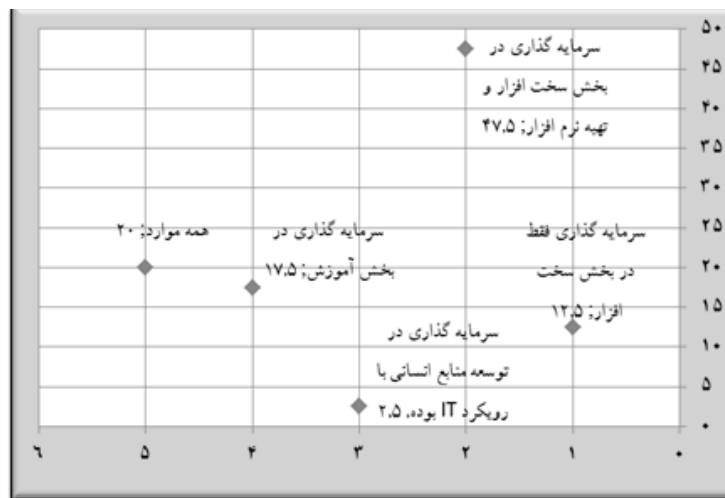 سرمایه گذاری در
بخش سخت افزار و
تهیه نرم افزار; ۴۷,۵
سرمایه گذاری فقط
در بخش سخت
افزار; ۱۲,۵
سرمایه گذاری در
بخش آموزش; ۱۷,۵
همه موارد; ۲۰
سرمایه گذاری در
توسعه منابع انسانی با
رویکرد IT بوده, ۲,۵
۵۰
۴۵
۴۰
۳۵
۳۰
۲۵
۲۰
۱۵
۱۰
۵
۰
۰ ۱ ۲ ۳ ۴ ۵ ۶